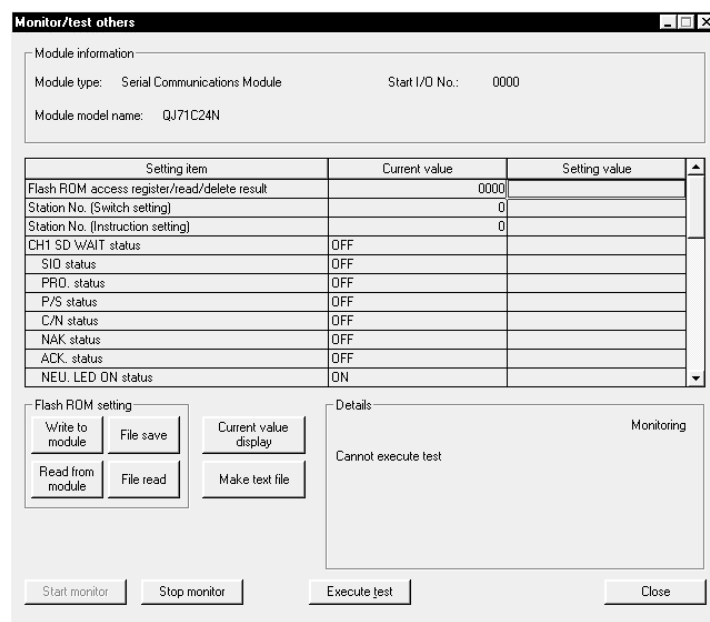 Monitor/test others
Module information
Module type: Serial Communications Module Start I/O No.: 0000
Module model name: QJ71C24N
Setting item Current value Setting value
Flash ROM access register/read/delete result 0000
Station No. (Switch setting) 0
Station No. (Instruction setting) 0
CH1 SD WAIT status OFF
SIO status OFF
PRO. status OFF
P/S status OFF
C/N status OFF
NAK status OFF
ACK. status OFF
NEU. LED ON status ON
Flash ROM setting
Write to
module
File save
Read from
module
File read
Current value
display
Make text file
Details
Monitoring
Cannot execute test
Start monitor Stop monitor Execute test Close